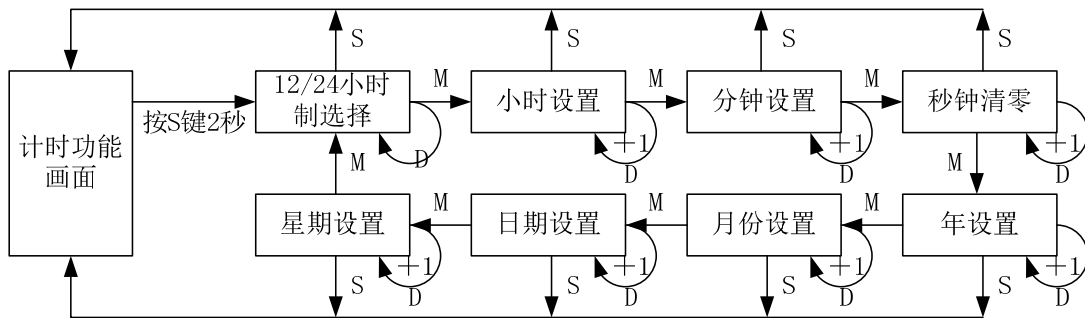 S
S
S
S
12/24小时
制选择
M
小时设置
M
分钟设置
M
秒钟清零
按S键2秒
计时功能
画面
D
+1
D
+1
D
+1
D
M
M
星期设置
M
日期设置
M
月份设置
M
年设置
+1
D
+1
D
+1
D
+1
D
S
S
S
S